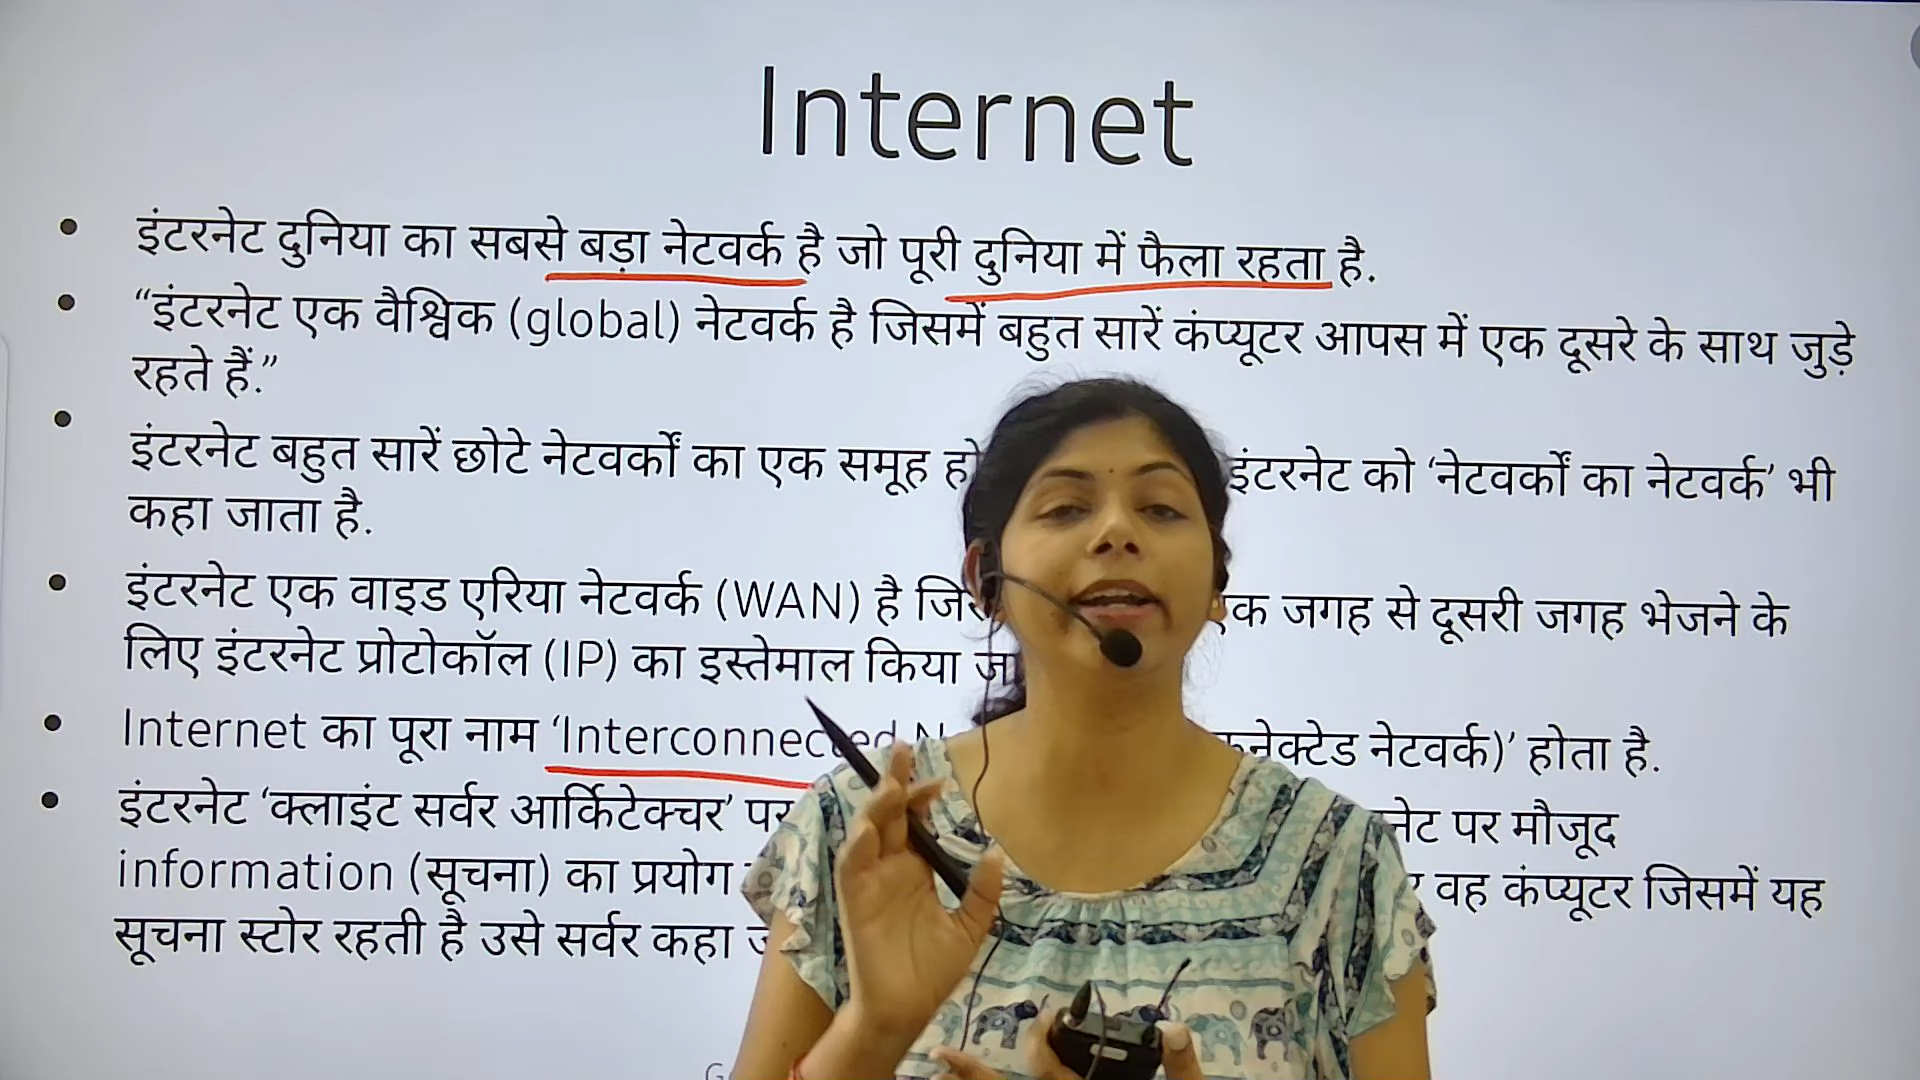 Internet
• इंटरनेट दुनिया का सबसे बड़ा नेटवर्क है जो पूरी दुनिया में फैला रहता है.
• “इंटरनेट एक वैश्विक (global) नेटवर्क है जिसमें बहुत सारें कंप्यूटर आपस में एक दूसरे के साथ जुड़े
रहते हैं.”
• इंटरनेट बहुत सारें छोटे नेटवर्कों का एक समूह इंटरनेट को ‘नेटवर्कों का नेटवर्क’ भी
कहा जाता है.
• इंटरनेट एक वाइड एरिया नेटवर्क (WAN) है जगह से दूसरी जगह भेजने के
लिए इंटरनेट प्रोटोकॉल (IP) का इस्तेमाल किया
• Internet का पूरा नाम ‘Interconnected नेटवर्क)’ होता है.
• इंटरनेट ‘क्लाइंट सर्वर आर्किटेक्चर’ पर मौजूद
information (सूचना) का प्रयोग वह कंप्यूटर जिसमें यह
सूचना स्टोर रहती है उसे सर्वर कहा